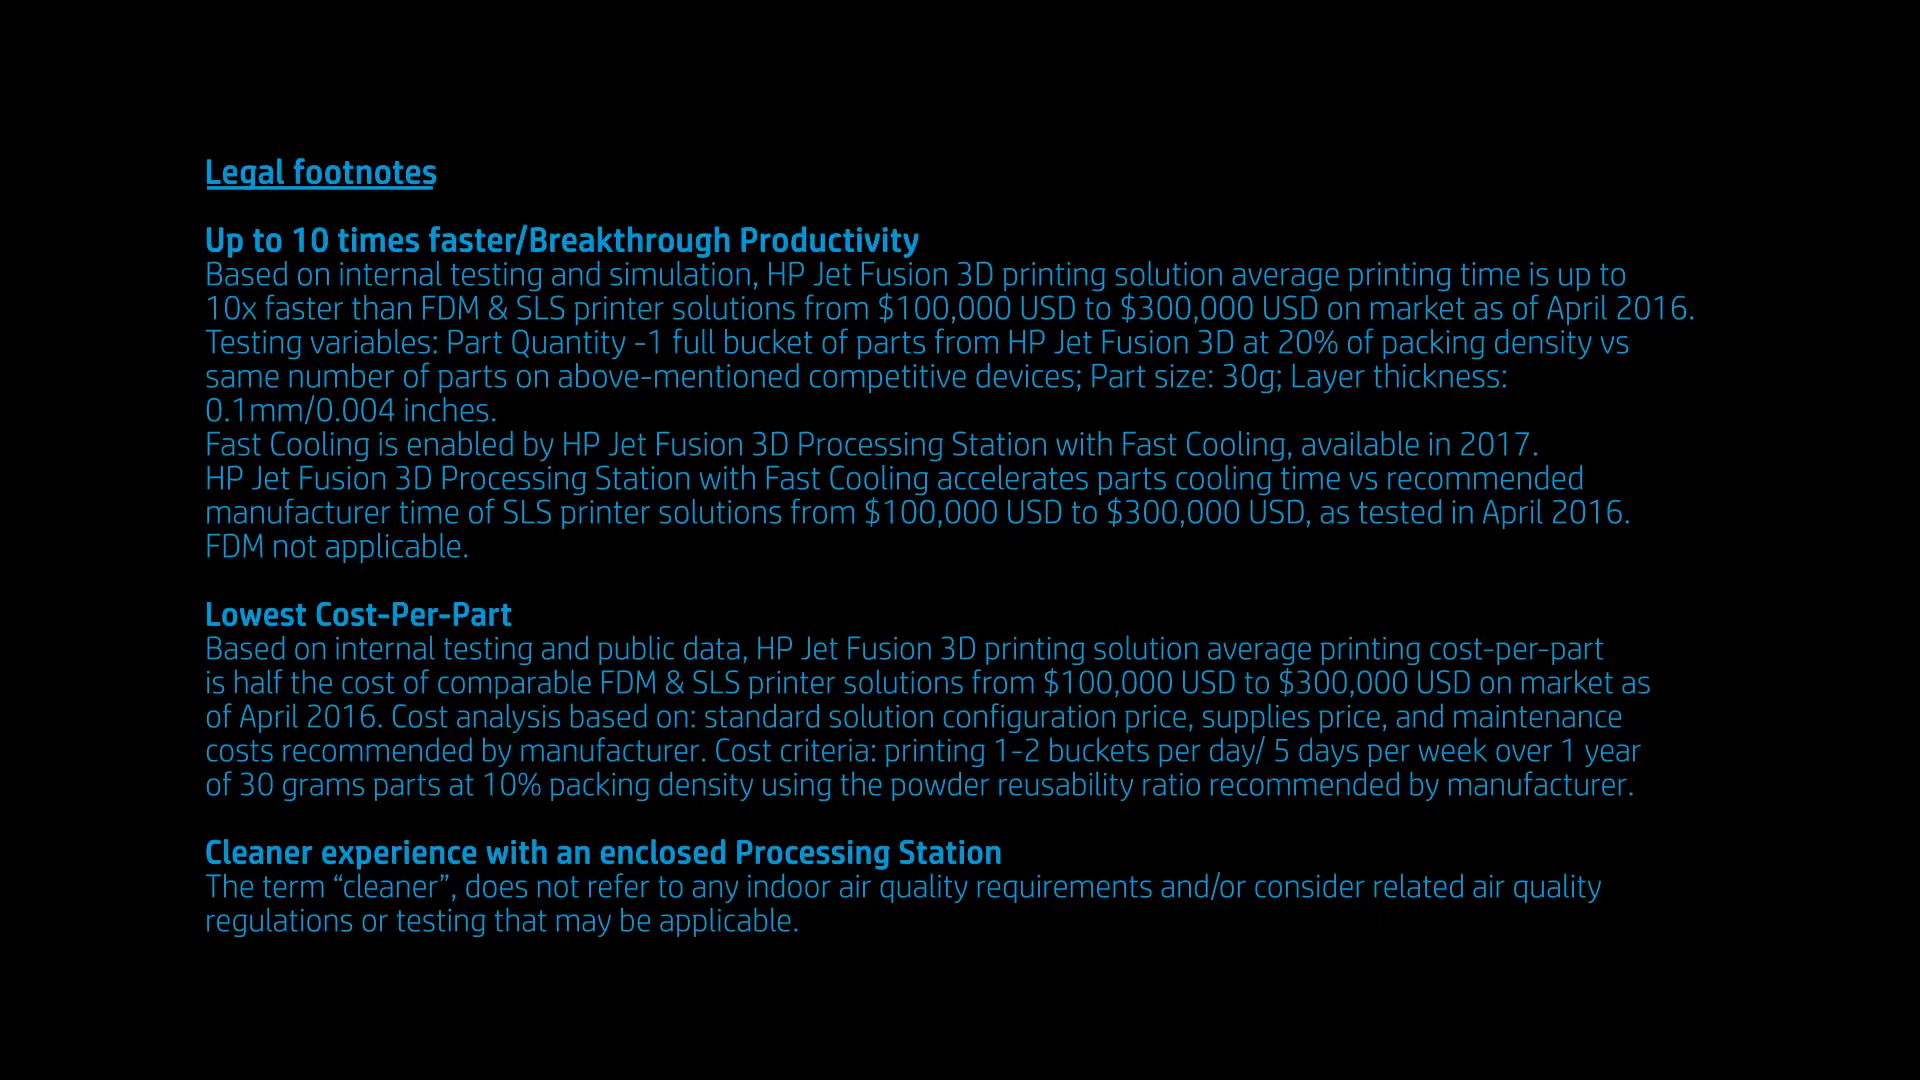 Legal footnotes
Up to 10 times faster/Breakthrough Productivity
Based on internal testing and simulation, HP Jet Fusion 3D printing solution average printing time is up to
10x faster than FDM & SLS printer solutions from $100,000 USD to $300,000 USD on market as of April 2016.
Testing variables: Part Quantity -1 full bucket of parts from HP Jet Fusion 3D at 20% of packing density vs
same number of parts on above-mentioned competitive devices; Part size: 30g; Layer thickness:
0.1mm/0.004 inches.
Fast Cooling is enabled by HP Jet Fusion 3D Processing Station with Fast Cooling, available in 2017.
HP Jet Fusion 3D Processing Station with Fast Cooling accelerates parts cooling time vs recommended
manufacturer time of SLS printer solutions from $100,000 USD to $300,000 USD, as tested in April 2016.
FDM not applicable.
Lowest Cost-Per-Part
Based on internal testing and public data, HP Jet Fusion 3D printing solution average printing cost-per-part
is half the cost of comparable FDM & SLS printer solutions from $100,000 USD to $300,000 USD on market as
of April 2016. Cost analysis based on: standard solution configuration price, supplies price, and maintenance
costs recommended by manufacturer. Cost criteria: printing 1-2 buckets per day/ 5 days per week over 1 year
of 30 grams parts at 10% packing density using the powder reusability ratio recommended by manufacturer.
Cleaner experience with an enclosed Processing Station
The term “cleaner”, does not refer to any indoor air quality requirements and/or consider related air quality
regulations or testing that may be applicable.